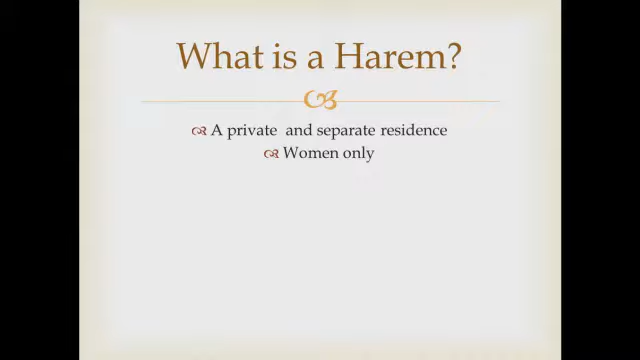 What is a Harem?
A private and separate residence
Women only